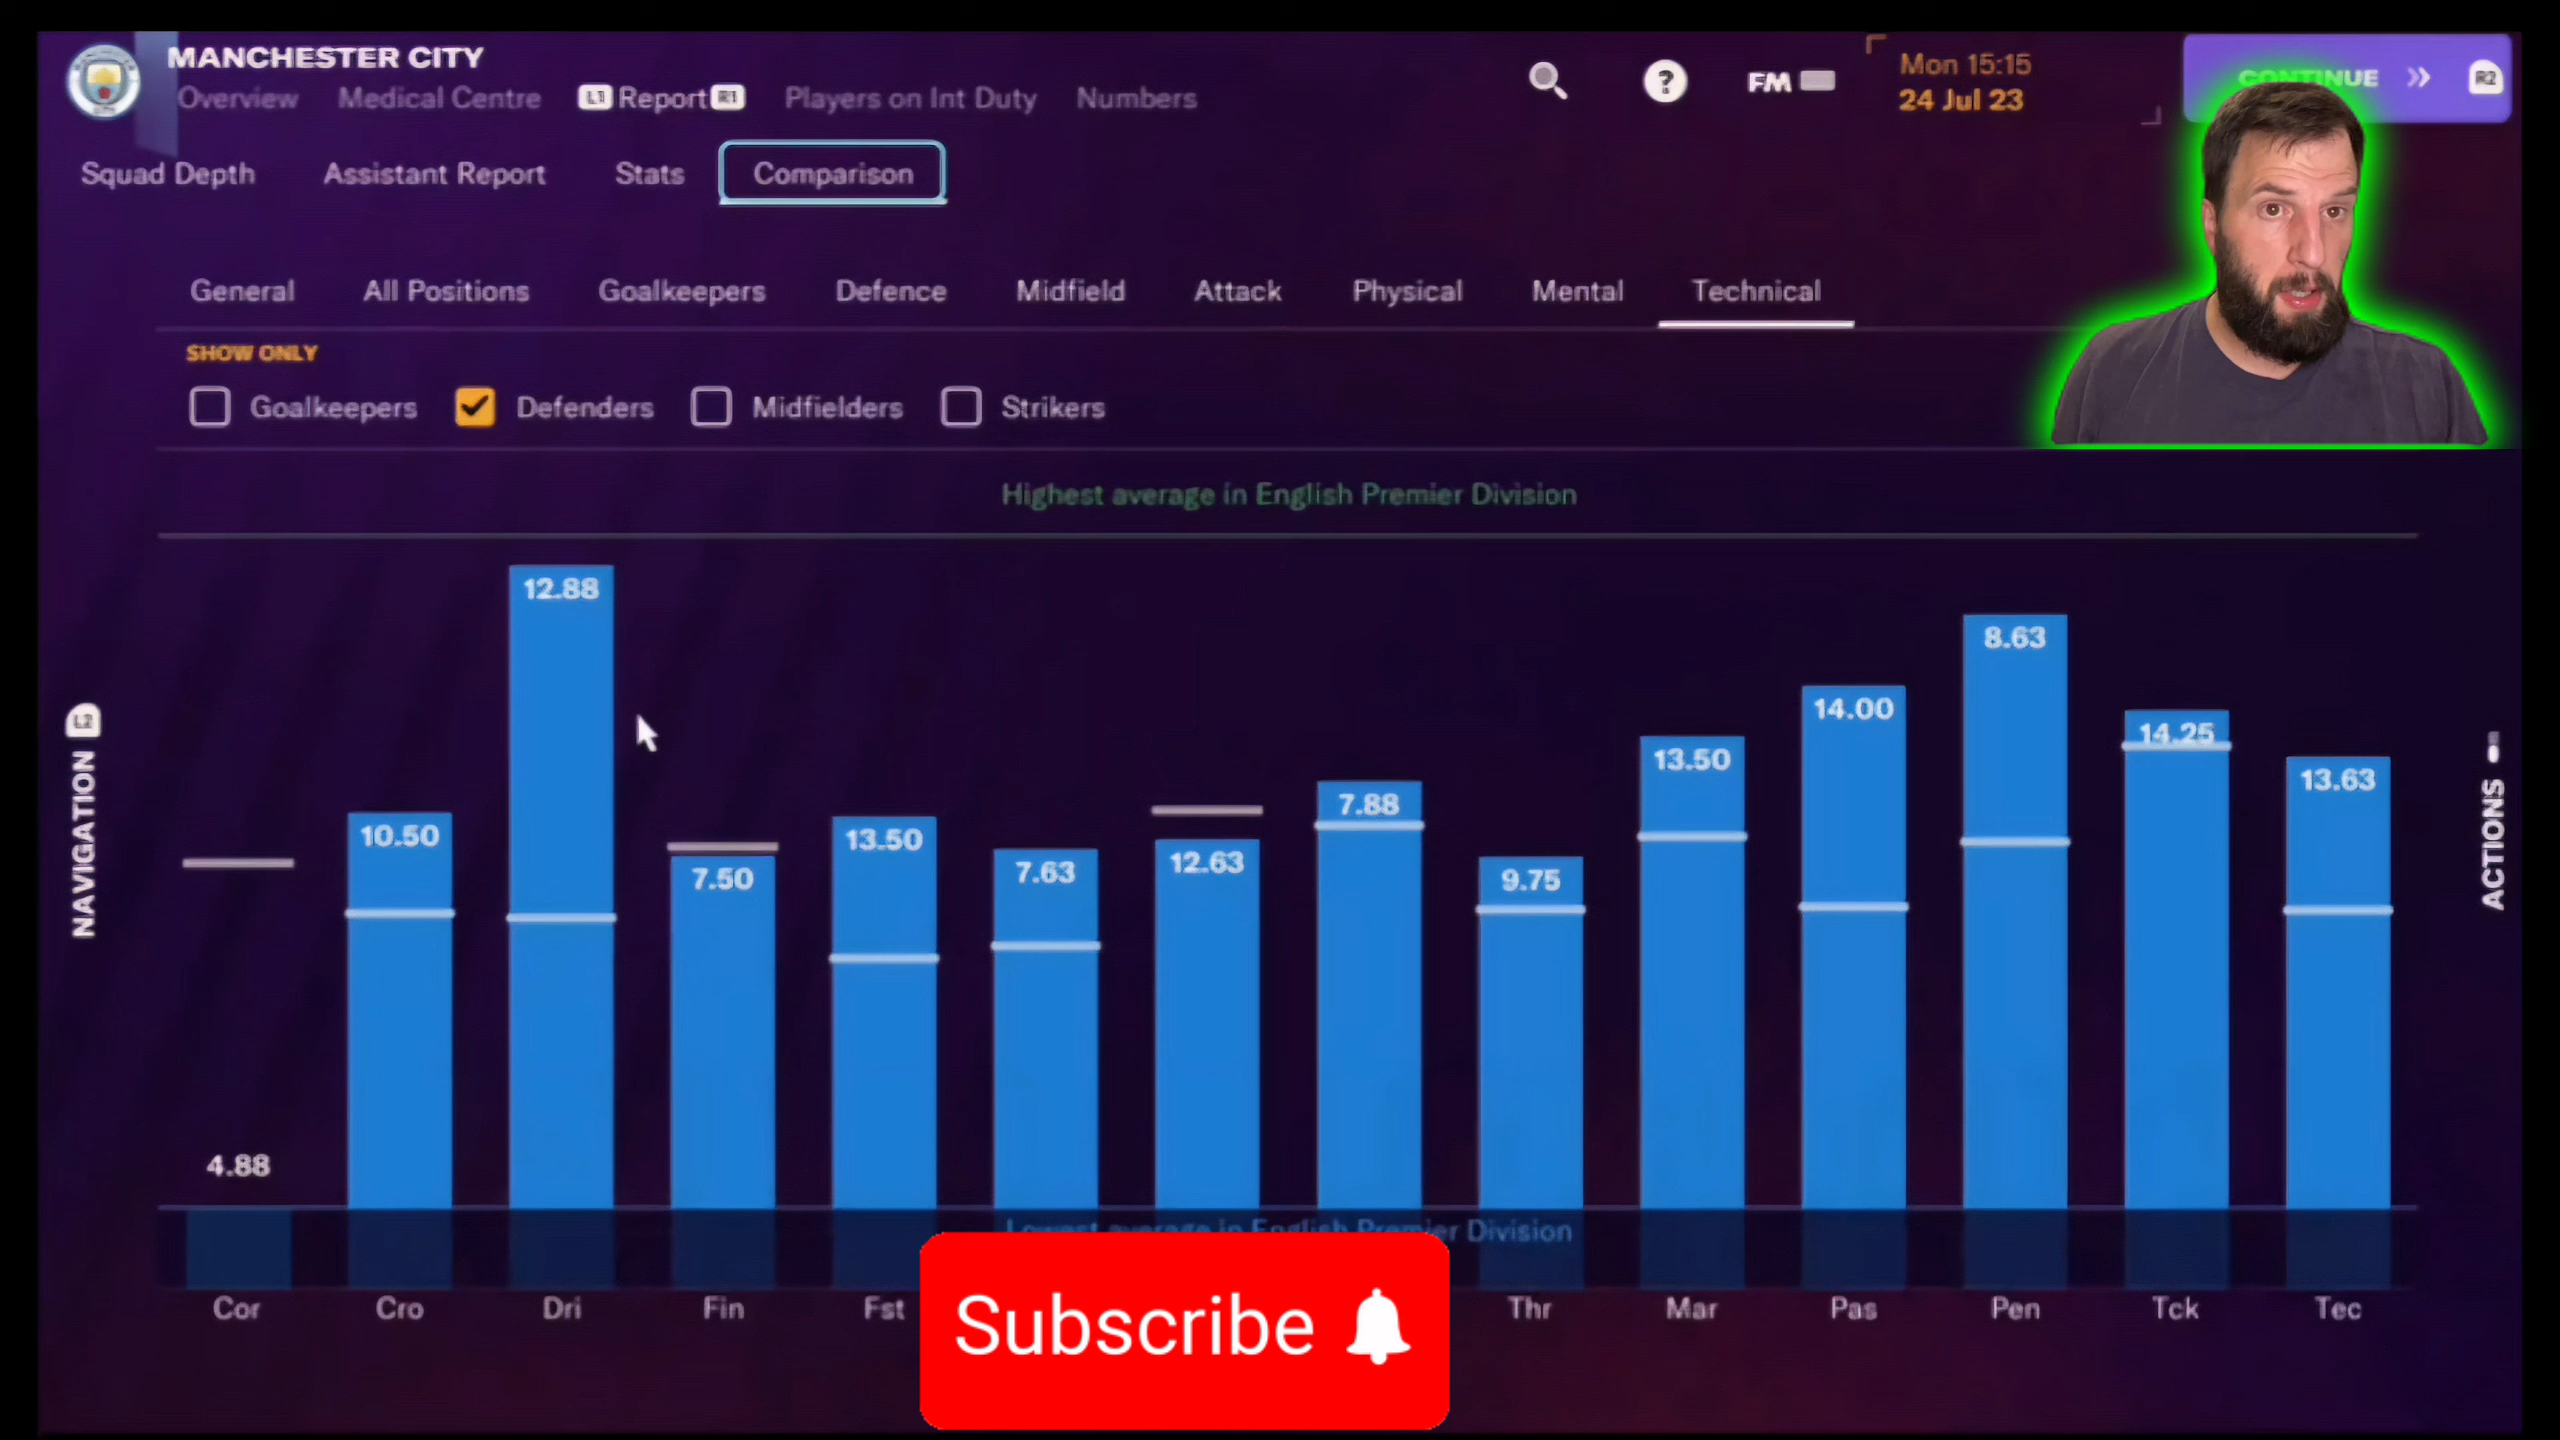 MANCHESTER CITY
Overview Medical Centre L1 Report R1 Players on Int Duty Numbers
? FM
Mon 15:15
24 Jul 23
CONTINUE R2
Squad Depth Assistant Report Stats Comparison
General All Positions Goalkeepers Defence Midfield Attack Physical Mental Technical
SHOW ONLY
Goalkeepers Defenders Midfielders Strikers
Highest average in English Premier Division
4.88 10.50 12.88 7.50 13.50 7.63 12.63 7.88 9.75 13.50 14.00 8.63 14.25 13.63
L2
NAVIGATION
ACTIONS
Lowest average in English Premier Division
Cor Cro Dri Fin Fst Thr Mar Pas Pen Tck Tec
Subscribe